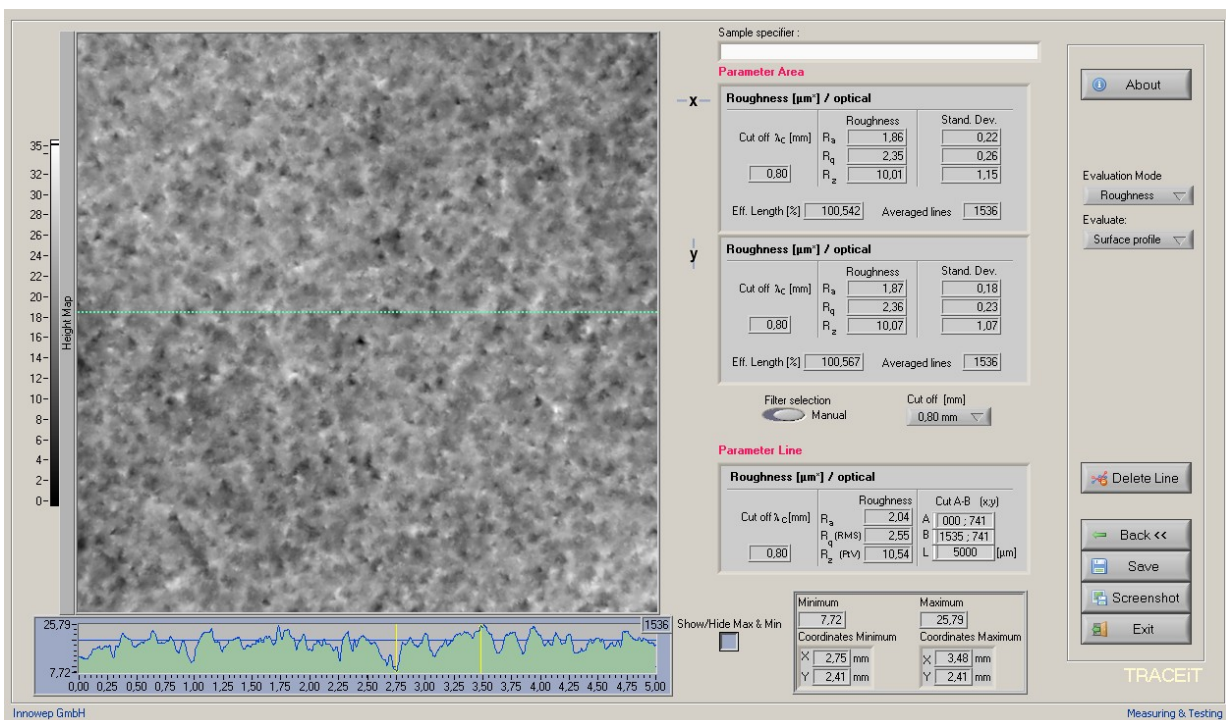 Sample specifier :
Parameter Area
x
Roughness [µm*] / optical
Roughness Stand. Dev.
Cut off λc [mm] Ra 1,86 0,22
Rq 2,35 0,26
0,80 Rz 10,01 1,15
Eff. Length [%] 100,542 Averaged lines 1536
y
Roughness [µm*] / optical
Roughness Stand. Dev.
Cut off λc [mm] Ra 1,87 0,18
Rq 2,36 0,23
0,80 Rz 10,07 1,07
Eff. Length [%] 100,567 Averaged lines 1536
Filter selection
Manual
Cut off [mm]
0,80 mm
Parameter Line
Roughness [µm*] / optical
Roughness Cut A-B (x,y)
Cut off λc[mm] Ra 2,04 A 000 ; 741
Rq (RMS) 2,55 B 1535 ; 741
0,80 Rz (PtV) 10,54 L 5000 [µm]
Minimum Maximum
7,72 25,79
Coordinates Minimum Coordinates Maximum
X 2,75 mm X 3,48 mm
Y 2,41 mm Y 2,41 mm
Show/Hide Max & Min
35-
32-
30-
28-
26-
24-
22-
20-
18-
16-
14-
12-
10-
8-
6-
4-
2-
0-
Height Map
25,79-
1536
7,72-
0,00 0,25 0,50 0,75 1,00 1,25 1,50 1,75 2,00 2,25 2,50 2,75 3,00 3,25 3,50 3,75 4,00 4,25 4,50 4,75 5,00
About
Evaluation Mode
Roughness
Evaluate:
Surface profile
Delete Line
Back <<
Save
Screenshot
Exit
TRACEiT
Innowep GmbH
Measuring & Testing